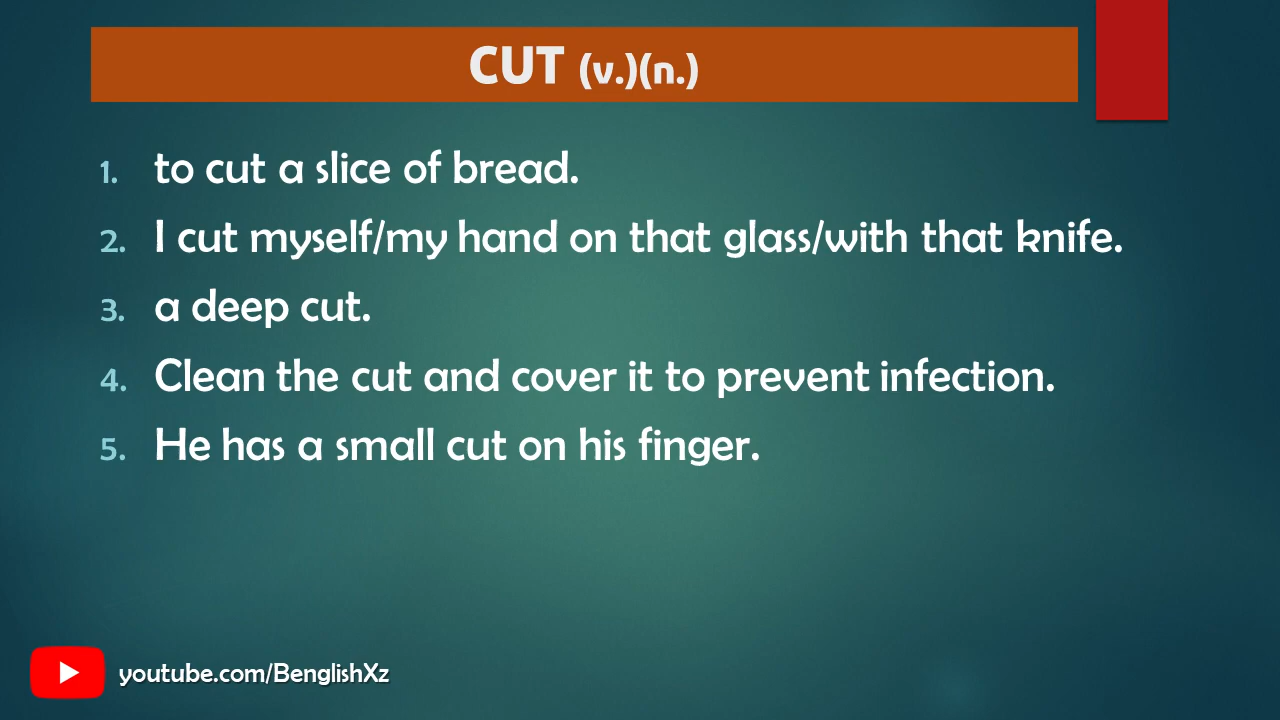 CUT (v.)(n.)
1. to cut a slice of bread.
2. I cut myself/my hand on that glass/with that knife.
3. a deep cut.
4. Clean the cut and cover it to prevent infection.
5. He has a small cut on his finger.
youtube.com/BenglishXz